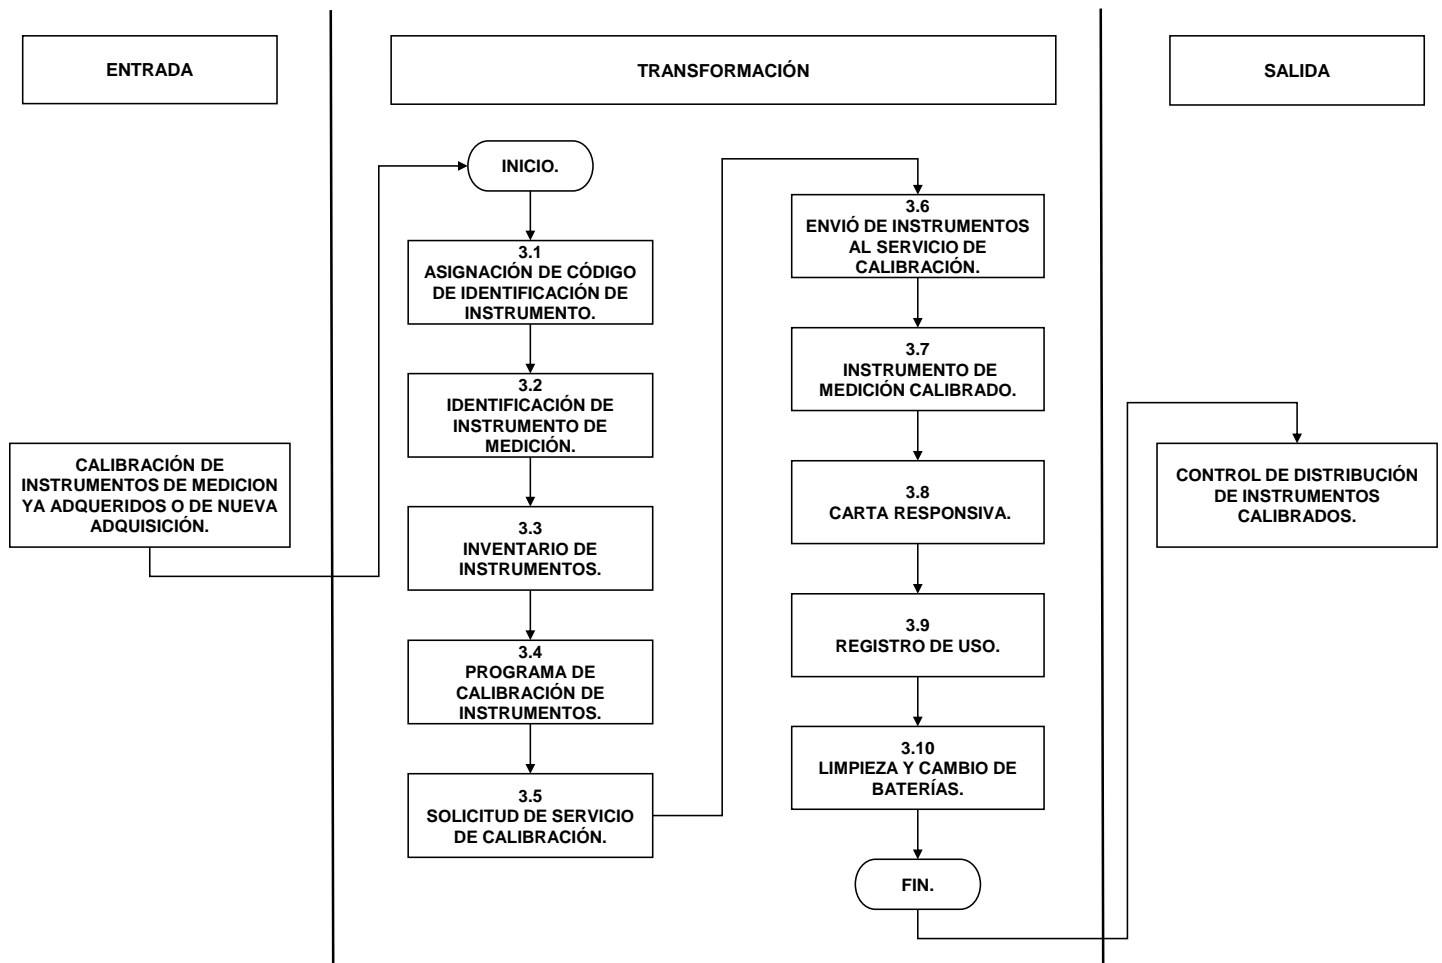 ENTRADA
TRANSFORMACIÓN
SALIDA
CALIBRACIÓN DE
INSTRUMENTOS DE MEDICION
YA ADQUERIDOS O DE NUEVA
ADQUISICIÓN.
INICIO.
3.1
ASIGNACIÓN DE CÓDIGO
DE IDENTIFICACIÓN DE
INSTRUMENTO.
3.2
IDENTIFICACIÓN DE
INSTRUMENTO DE
MEDICIÓN.
3.3
INVENTARIO DE
INSTRUMENTOS.
3.4
PROGRAMA DE
CALIBRACIÓN DE
INSTRUMENTOS.
3.5
SOLICITUD DE SERVICIO
DE CALIBRACIÓN.
3.6
ENVIÓ DE INSTRUMENTOS
AL SERVICIO DE
CALIBRACIÓN.
3.7
INSTRUMENTO DE
MEDICIÓN CALIBRADO.
3.8
CARTA RESPONSIVA.
3.9
REGISTRO DE USO.
3.10
LIMPIEZA Y CAMBIO DE
BATERÍAS.
FIN.
CONTROL DE DISTRIBUCIÓN
DE INSTRUMENTOS
CALIBRADOS.